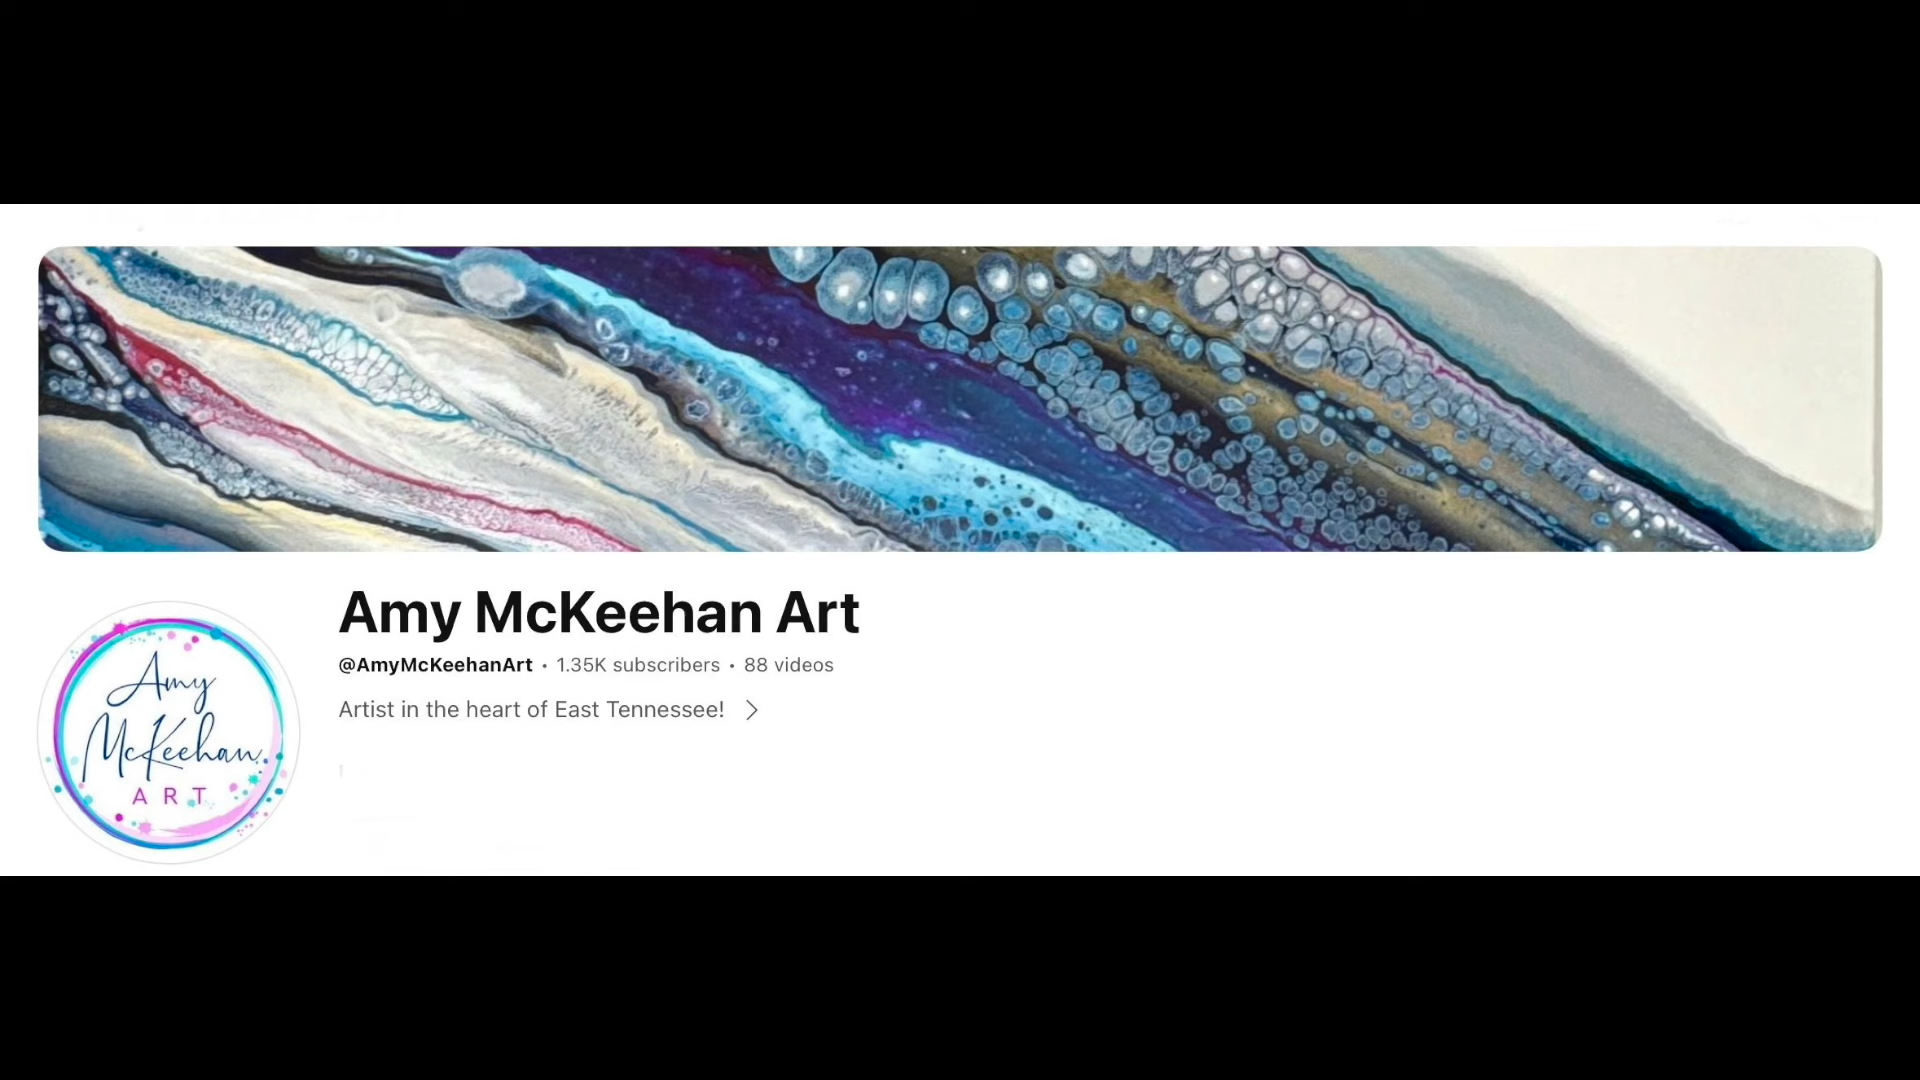 Amy McKeehan Art
@AmyMcKeehanArt • 1.35K subscribers • 88 videos
Artist in the heart of East Tennessee!
Amy
McKeehan
ART